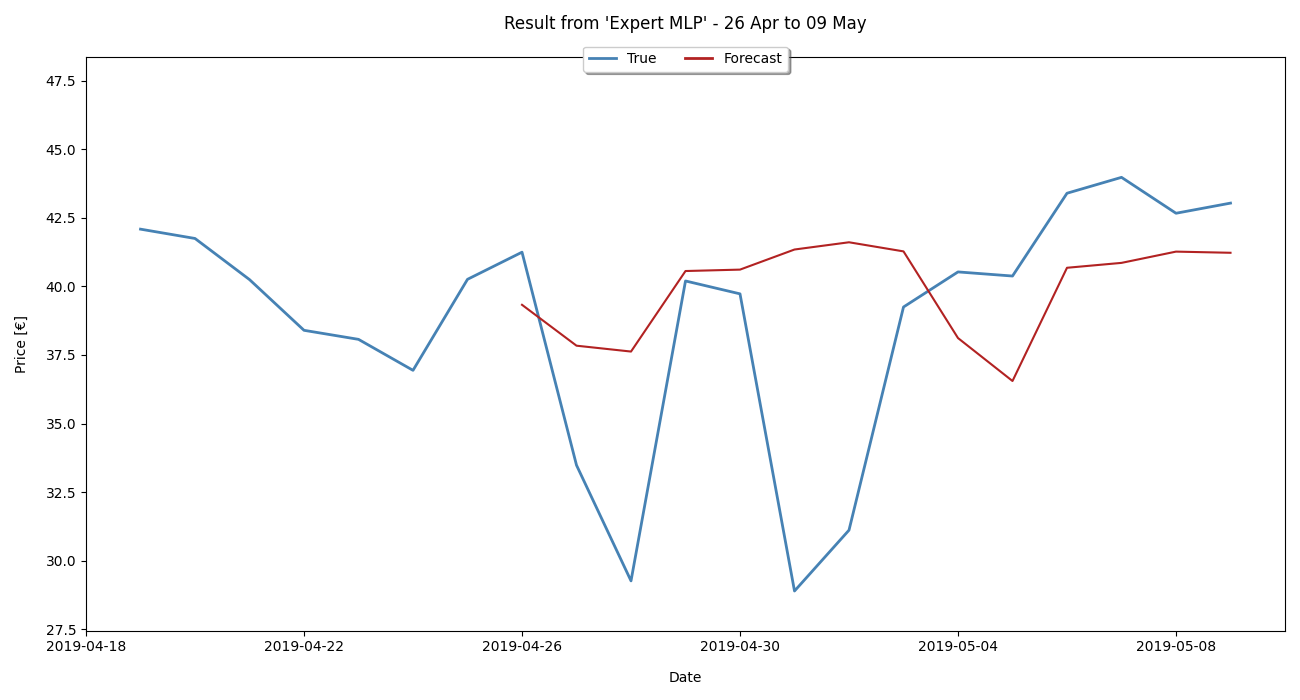 Result from 'Expert MLP' - 26 Apr to 09 May
True Forecast
47.5
45.0
42.5
40.0
37.5
35.0
32.5
30.0
27.5
Price [€]
2019-04-18 2019-04-22 2019-04-26 2019-04-30 2019-05-04 2019-05-08
Date